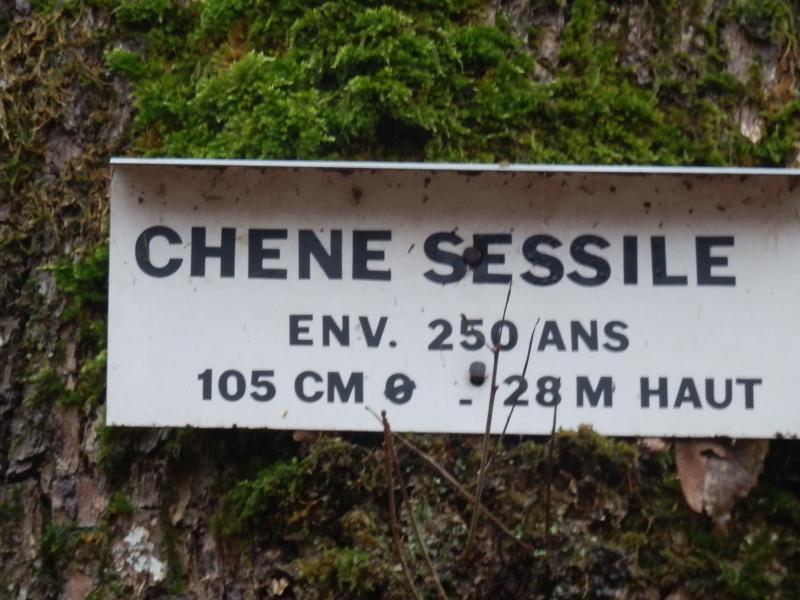 CHENE SESSILE
ENV. 250 ANS
105 CM Ø - 28 M HAUT